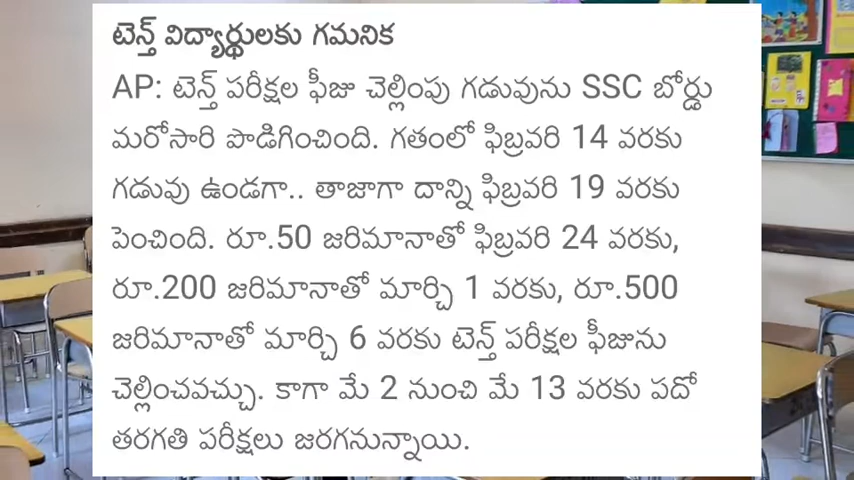 టెన్త్ విద్యార్థులకు గమనిక
AP: టెన్త్ పరీక్షల ఫీజు చెల్లింపు గడువును SSC బోర్డు
మరోసారి పొడిగించింది. గతంలో ఫిబ్రవరి 14 వరకు
గడువు ఉండగా.. తాజాగా దాన్ని ఫిబ్రవరి 19 వరకు
పెంచింది. రూ.50 జరిమానాతో ఫిబ్రవరి 24 వరకు,
రూ.200 జరిమానాతో మార్చి 1 వరకు, రూ.500
జరిమానాతో మార్చి 6 వరకు టెన్త్ పరీక్షల ఫీజును
చెల్లించవచ్చు. కాగా మే 2 నుంచి మే 13 వరకు పదో
తరగతి పరీక్షలు జరగనున్నాయి.